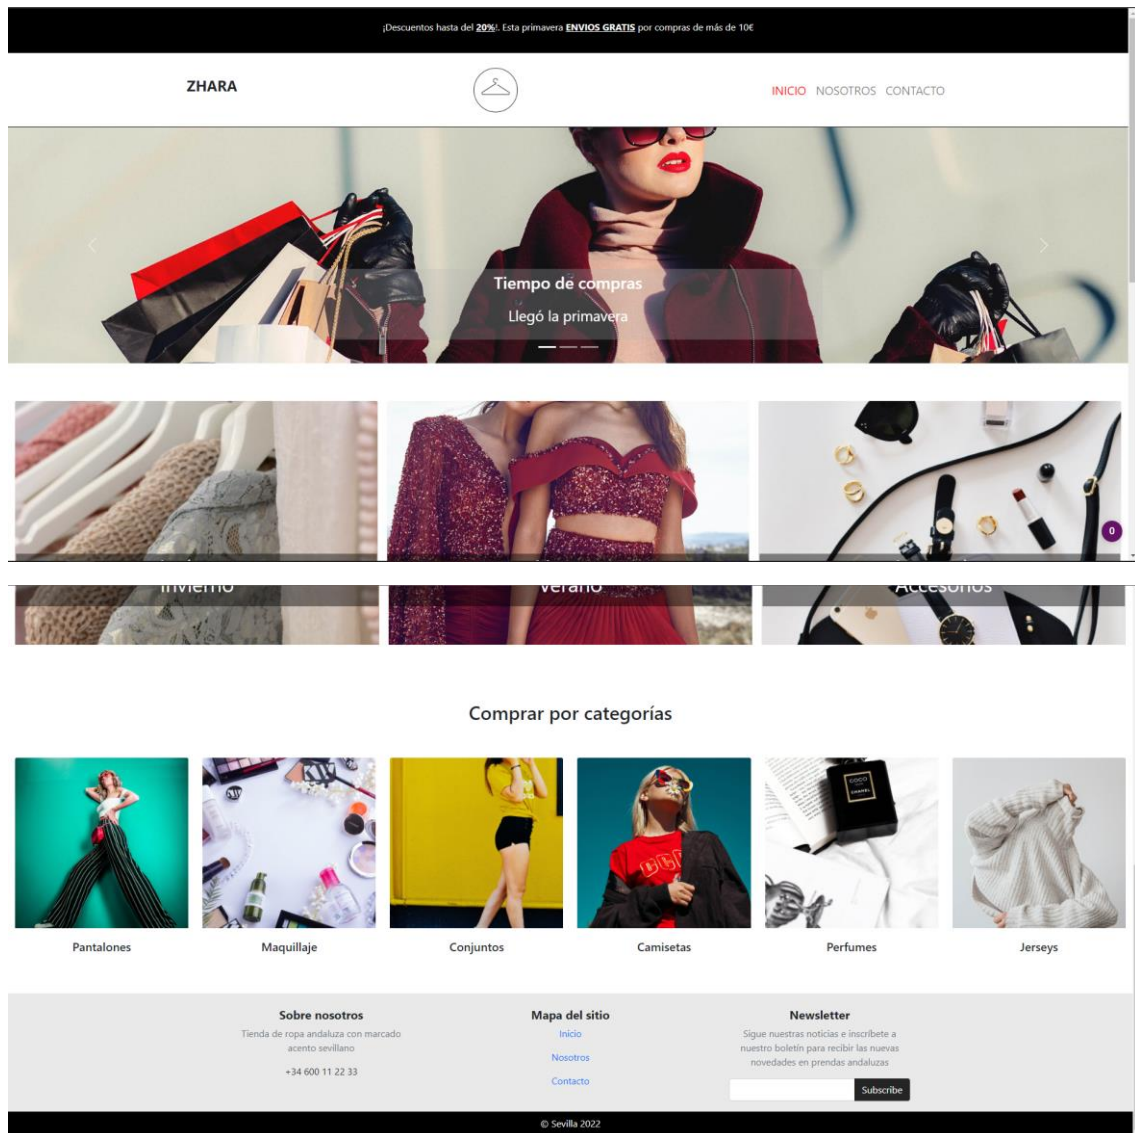 ¡Descuentos hasta del 20%!. Esta primavera ENVIOS GRATIS por compras de más de 10€
ZHARA
INICIO NOSOTROS CONTACTO
Tiempo de compras
Llegó la primavera
0
Invierno
Verano
Accesorios
Comprar por categorías
COCO
CHANEL
Pantalones
Maquillaje
Conjuntos
Camisetas
Perfumes
Jerseys
Sobre nosotros
Tienda de ropa andaluza con marcado
acento sevillano
+34 600 11 22 33
Mapa del sitio
Inicio
Nosotros
Contacto
Newsletter
Sigue nuestras noticias e inscríbete a
nuestro boletín para recibir las nuevas
novedades en prendas andaluzas
Subscribe
© Sevilla 2022